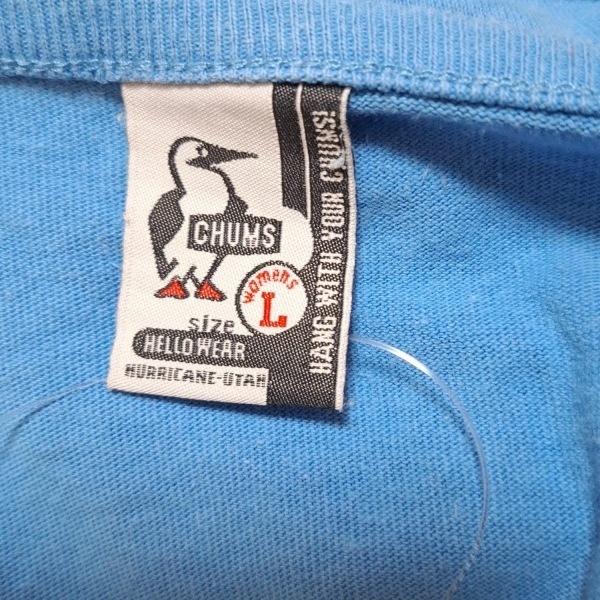 CHUMS
womens
L
size
HELLO WEAR
HURRICANE-UTAH
HANG WITH YOUR CHUMS!